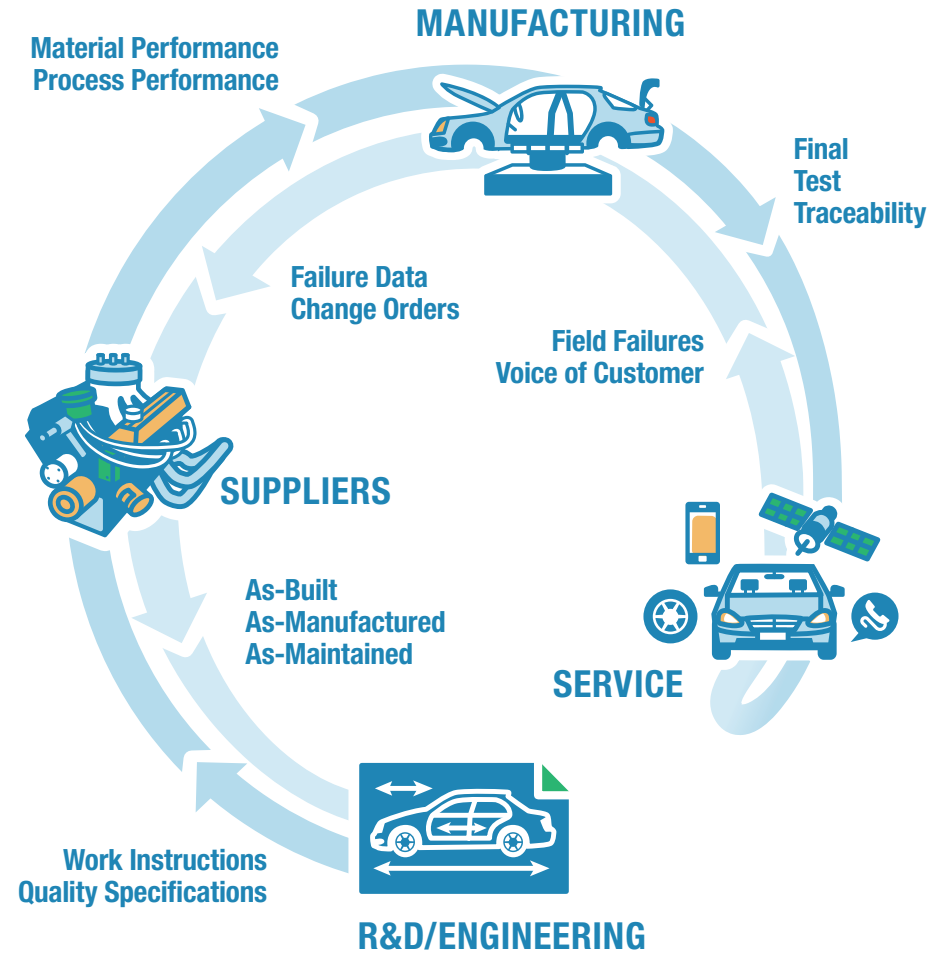 MANUFACTURING
Material Performance
Process Performance
Final
Test
Traceability
Failure Data
Change Orders
Field Failures
Voice of Customer
SUPPLIERS
As-Built
As-Manufactured
As-Maintained
SERVICE
Work Instructions
Quality Specifications
R&D/ENGINEERING